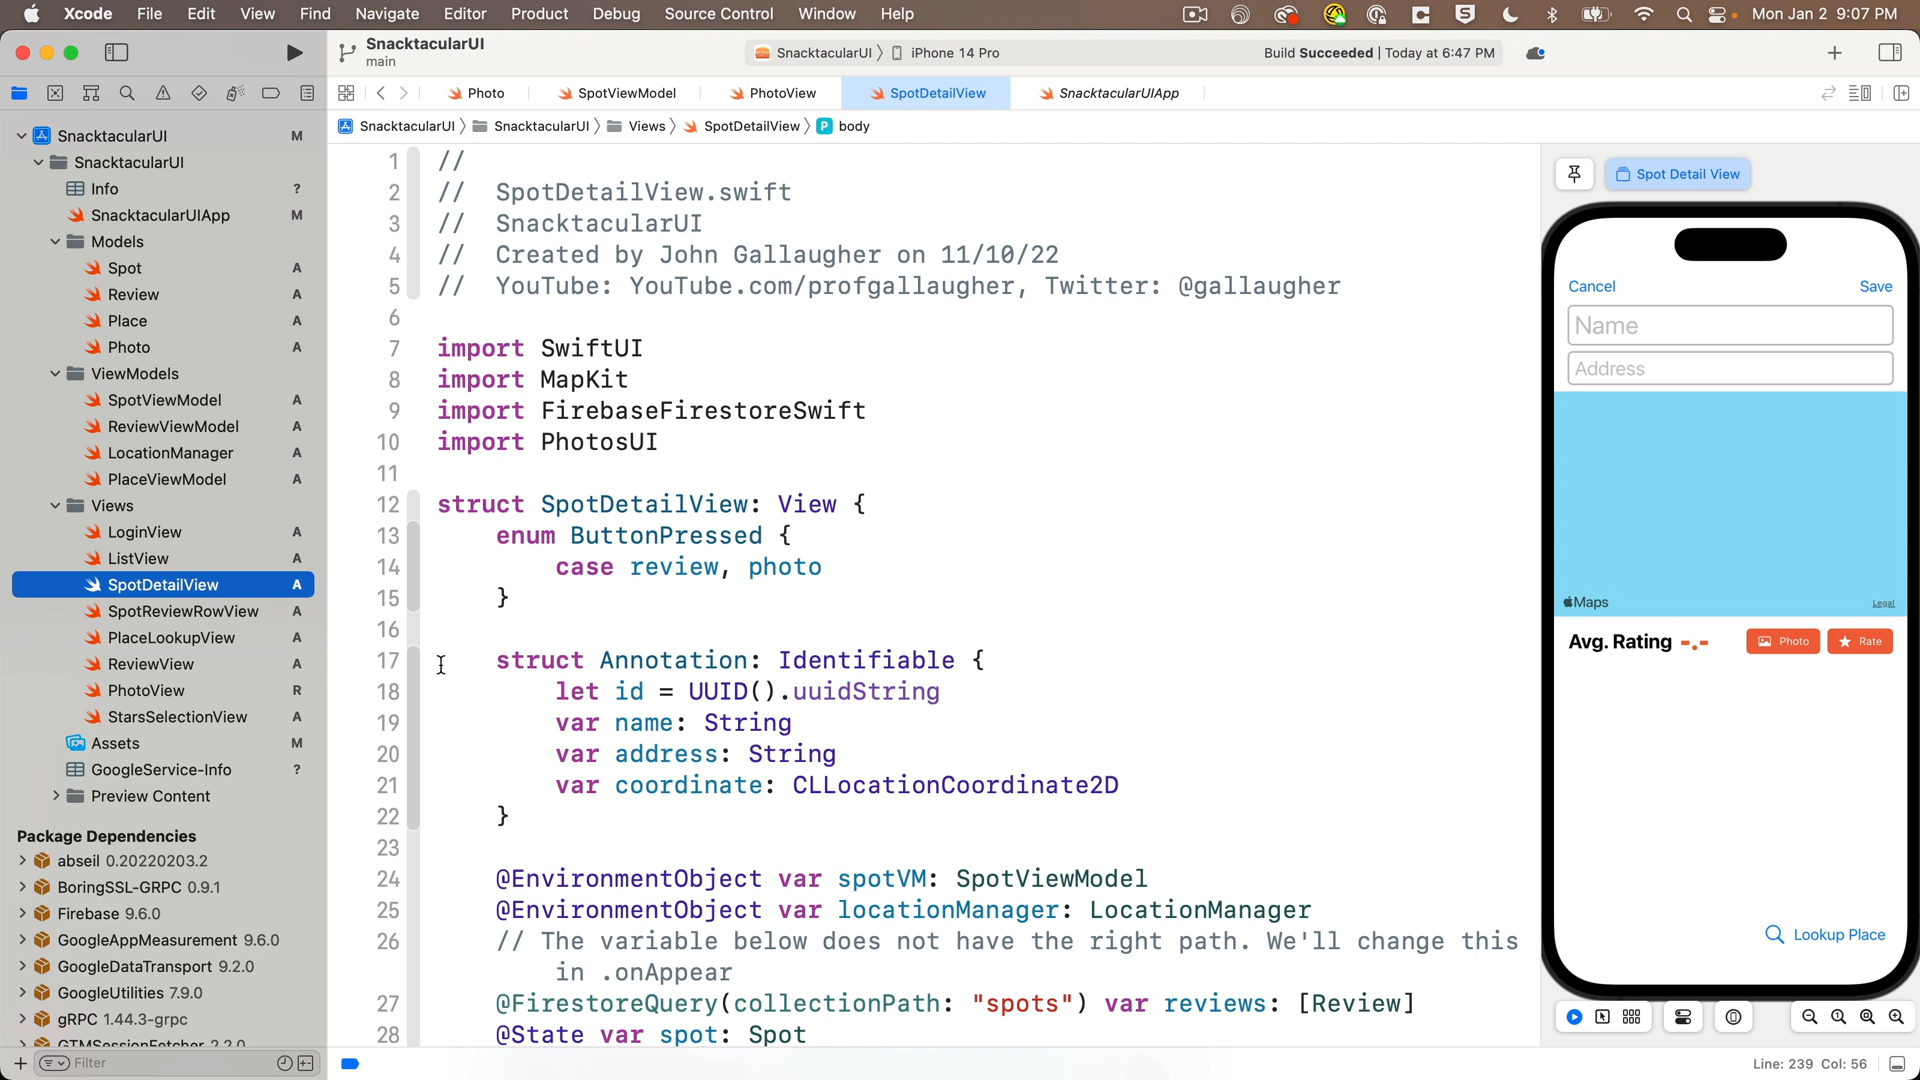 Xcode File Edit View Find Navigate Editor Product Debug Source Control Window Help Mon Jan 2 9:07 PM
SnacktacularUI
main
SnacktacularUI iPhone 14 Pro Build Succeeded | Today at 6:47 PM
Photo SpotViewModel PhotoView SpotDetailView SnacktacularUIApp
SnacktacularUI SnacktacularUI Views SpotDetailView P body
SnacktacularUI M
SnacktacularUI
Info ?
SnacktacularUIApp M
Models
Spot A
Review A
Place A
Photo A
ViewModels
SpotViewModel A
ReviewViewModel A
LocationManager A
PlaceViewModel A
Views
LoginView A
ListView A
SpotDetailView A
SpotReviewRowView A
PlaceLookupView A
ReviewView A
PhotoView R
StarsSelectionView A
Assets M
GoogleService-Info ?
Preview Content
Package Dependencies
abseil 0.20220203.2
BoringSSL-GRPC 0.9.1
Firebase 9.6.0
GoogleAppMeasurement 9.6.0
GoogleDataTransport 9.2.0
GoogleUtilities 7.9.0
gRPC 1.44.3-grpc
GTMSessionFetcher 2.2.0
Filter
1 //
2 // SpotDetailView.swift
3 // SnacktacularUI
4 // Created by John Gallaugher on 11/10/22
5 // YouTube: YouTube.com/profgallaugher, Twitter: @gallaugher
6
7 import SwiftUI
8 import MapKit
9 import FirebaseFirestoreSwift
10 import PhotosUI
11
12 struct SpotDetailView: View {
13 enum ButtonPressed {
14 case review, photo
15 }
16
17 struct Annotation: Identifiable {
18 let id = UUID().uuidString
19 var name: String
20 var address: String
21 var coordinate: CLLocationCoordinate2D
22 }
23
24 @EnvironmentObject var spotVM: SpotViewModel
25 @EnvironmentObject var locationManager: LocationManager
26 // The variable below does not have the right path. We'll change this
in .onAppear
27 @FirestoreQuery(collectionPath: "spots") var reviews: [Review]
28 @State var spot: Spot
Spot Detail View
Cancel Save
Name
Address
Maps Legal
Avg. Rating -.- Photo Rate
Lookup Place
Line: 239 Col: 56